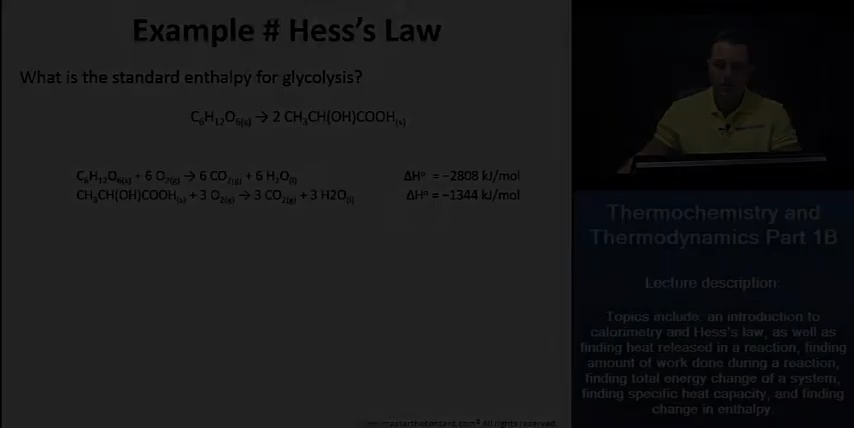 Example # Hess's Law
What is the standard enthalpy for glycolysis?
C₆H₁₂O₆₍ₛ₎ → 2 CH₃CH(OH)COOH₍ₛ₎
C₆H₁₂O₆₍ₛ₎ + 6 O₂₍g₎ → 6 CO₂₍g₎ + 6 H₂O₍ₗ₎ ΔH° = −2808 kJ/mol
CH₃CH(OH)COOH₍ₛ₎ + 3 O₂₍g₎ → 3 CO₂₍g₎ + 3 H2O₍ₗ₎ ΔH° = −1344 kJ/mol
All rights reserved.
Thermochemistry and
Thermodynamics Part 1B
Lecture description:
Topics include: an introduction to
calorimetry and Hess's law, as well as
finding heat released in a reaction, finding
amount of work done during a reaction,
finding total energy change of a system,
finding specific heat capacity, and finding
change in enthalpy.